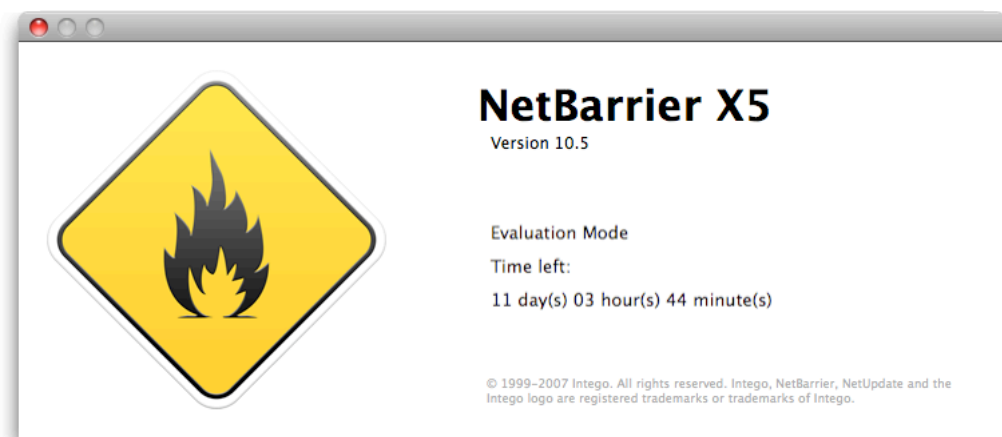 NetBarrier X5
Version 10.5
Evaluation Mode
Time left:
11 day(s) 03 hour(s) 44 minute(s)
© 1999–2007 Intego. All rights reserved. Intego, NetBarrier, NetUpdate and the
Intego logo are registered trademarks or trademarks of Intego.